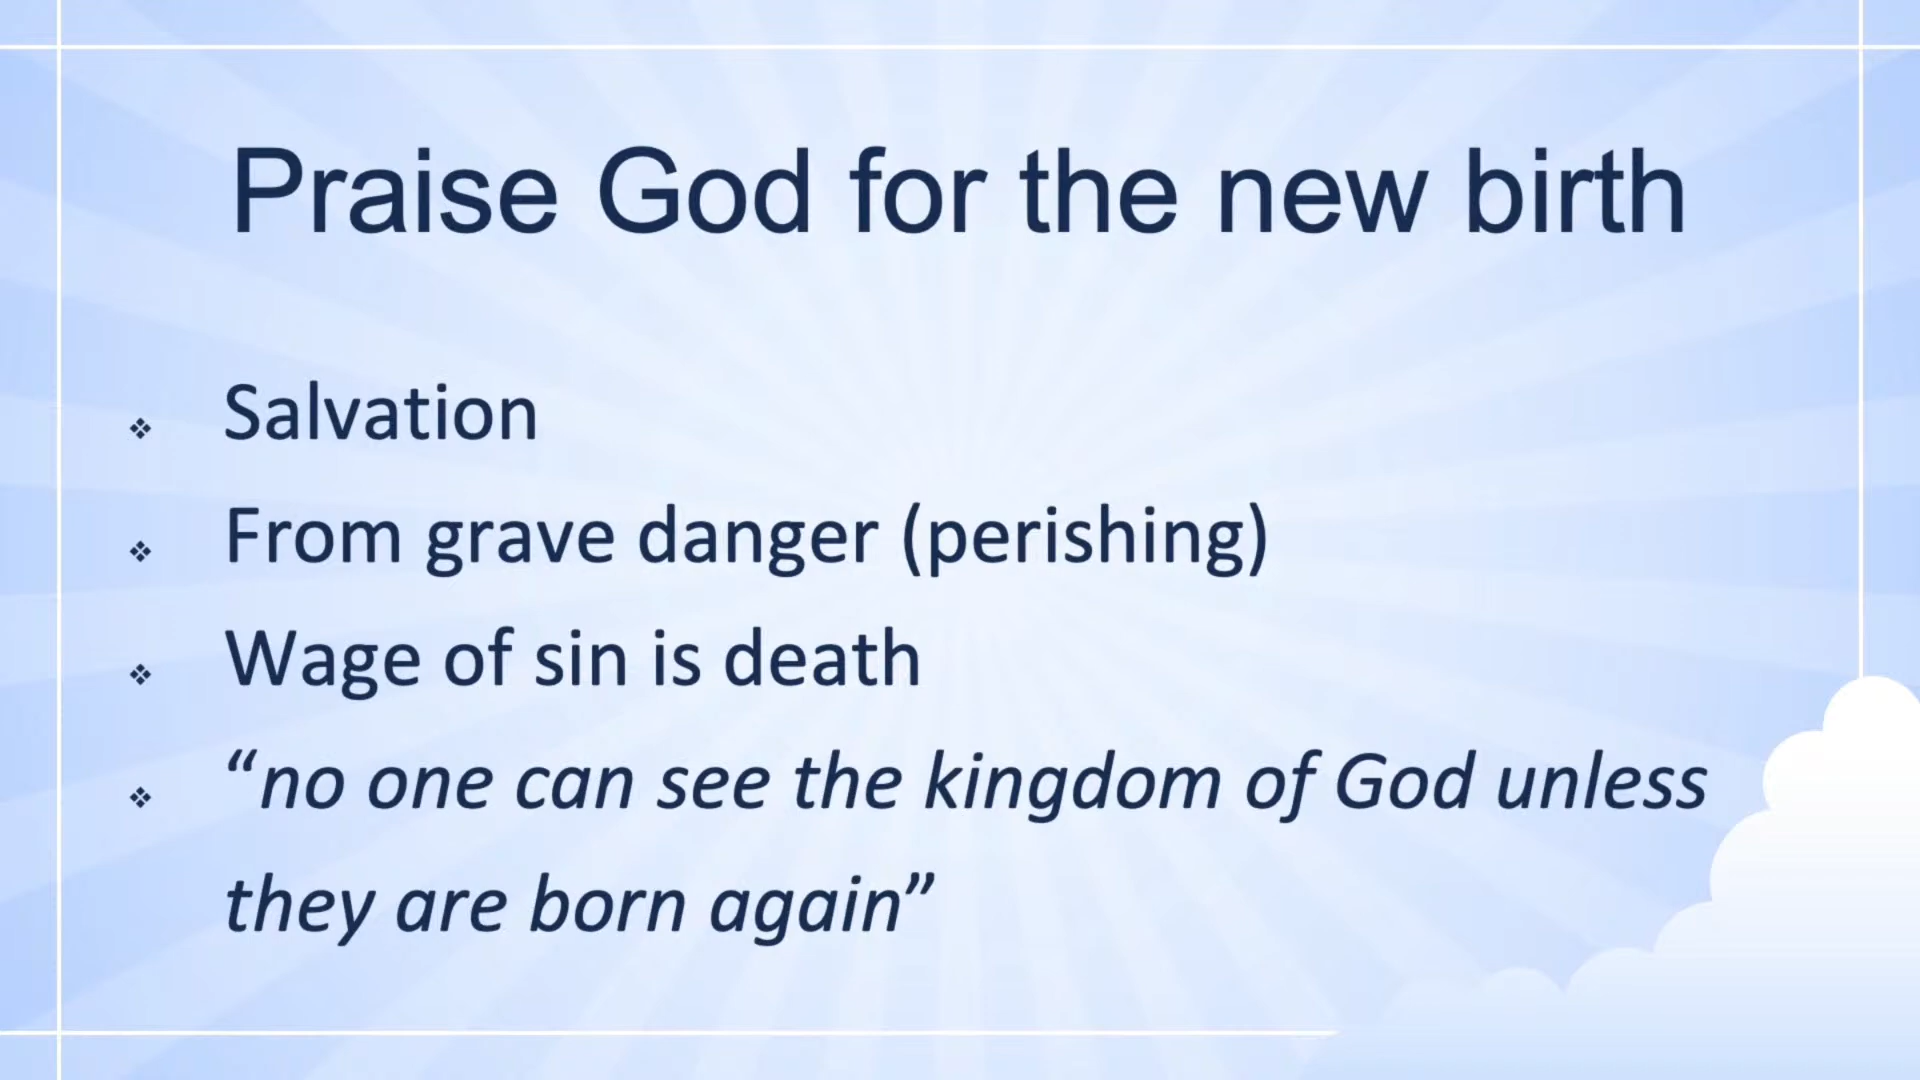 Praise God for the new birth
❖ Salvation
❖ From grave danger (perishing)
❖ Wage of sin is death
❖ “no one can see the kingdom of God unless
they are born again”